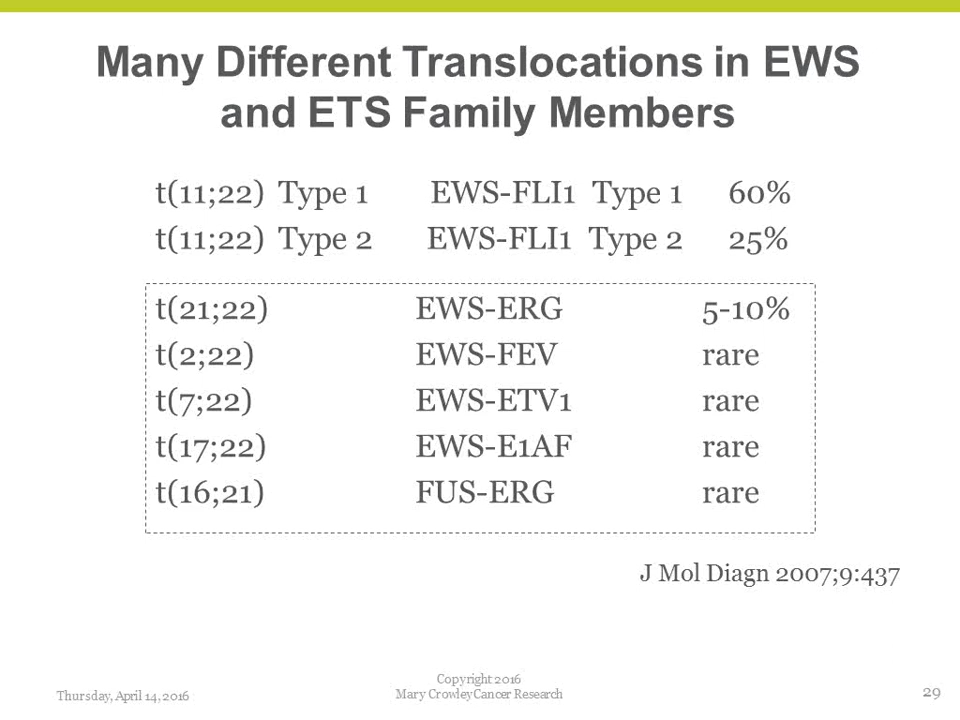 Many Different Translocations in EWS
and ETS Family Members
t(11;22) Type 1 EWS-FLI1 Type 1 60%
t(11;22) Type 2 EWS-FLI1 Type 2 25%
t(21;22) EWS-ERG 5-10%
t(2;22) EWS-FEV rare
t(7;22) EWS-ETV1 rare
t(17;22) EWS-E1AF rare
t(16;21) FUS-ERG rare
J Mol Diagn 2007;9:437
Thursday, April 14, 2016
Copyright 2016
Mary Crowley Cancer Research
29